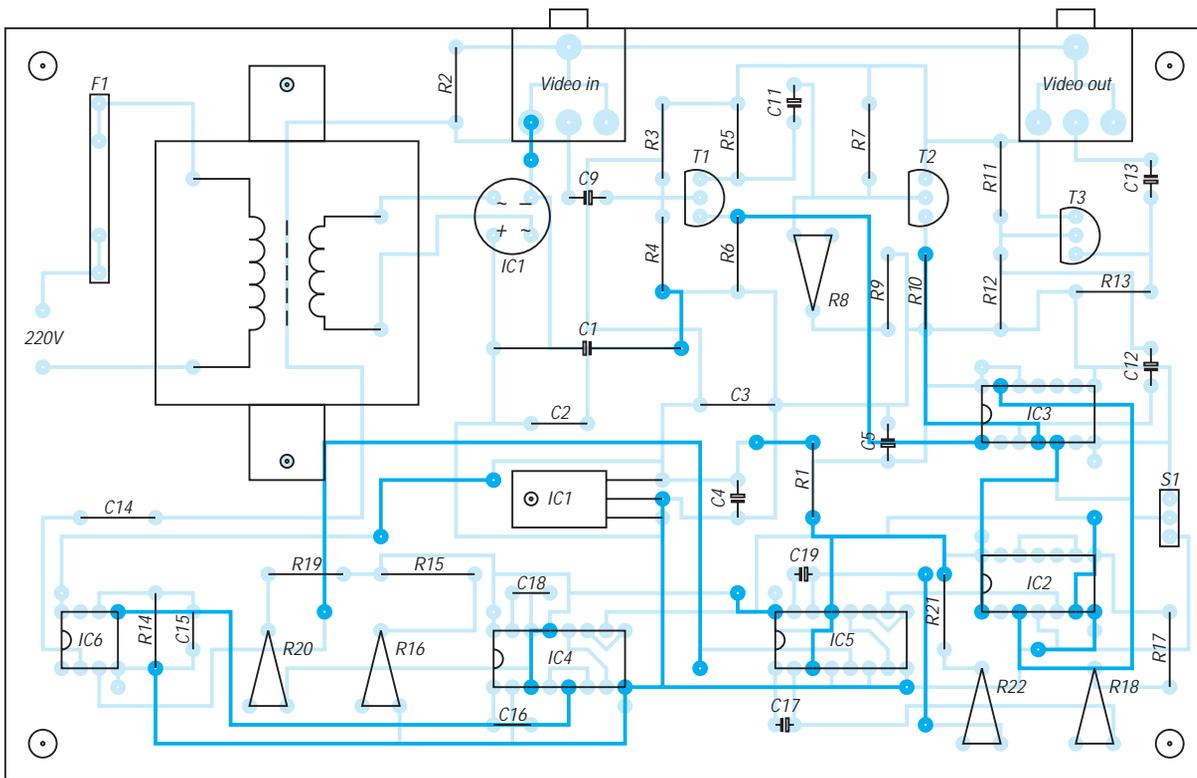 Video in
Video out
F1
R2
C11
R3
R5
R7
T1
T2
R11
C13
C9
T3
~ –
+ ~
IC1
R4
R6
R8
R9
R10
R12
R13
220V
C1
C12
C3
IC3
C2
C5
S1
R1
IC1
C4
C14
R19
R15
C19
C18
IC2
R21
IC6
R14
C15
R20
R16
IC4
IC5
R17
R22
R18
C16
C17